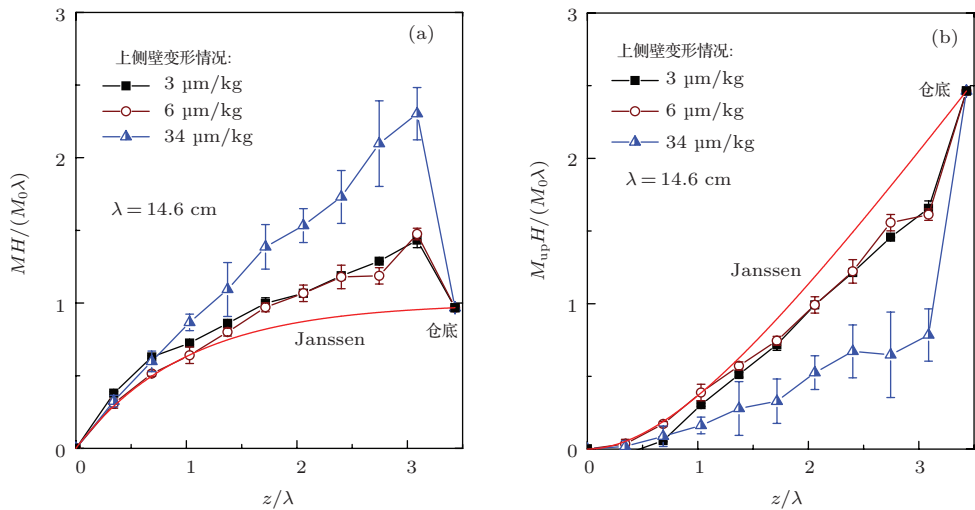 3
(a)
上侧壁变形情况:
3 μm/kg
6 μm/kg
34 μm/kg
2
λ = 14.6 cm
MH/(M₀λ)
1
Janssen
仓底
0
0
1
2
3
z/λ
3
(b)
上侧壁变形情况:
3 μm/kg
仓底
6 μm/kg
34 μm/kg
2
λ = 14.6 cm
M_upH/(M₀λ)
Janssen
1
0
0
1
2
3
z/λ